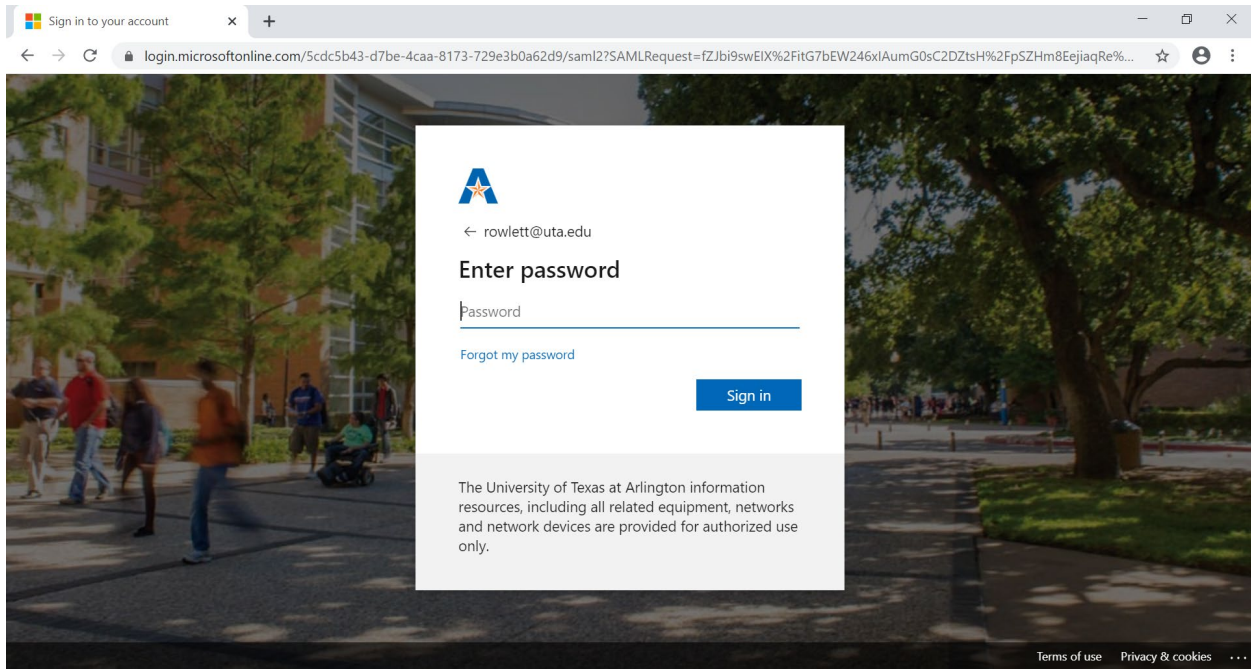 Sign in to your account
login.microsoftonline.com/5cdc5b43-d7be-4caa-8173-729e3b0a62d9/saml2?SAMLRequest=fZJbi9swEIX%2FitG7bEW246xlAumG0sC2DZtsH%2FpSZHm8EejiaqRe%...
rowlett@uta.edu
Enter password
Password
Forgot my password
Sign in
The University of Texas at Arlington information
resources, including all related equipment, networks
and network devices are provided for authorized use
only.
Terms of use Privacy & cookies ...